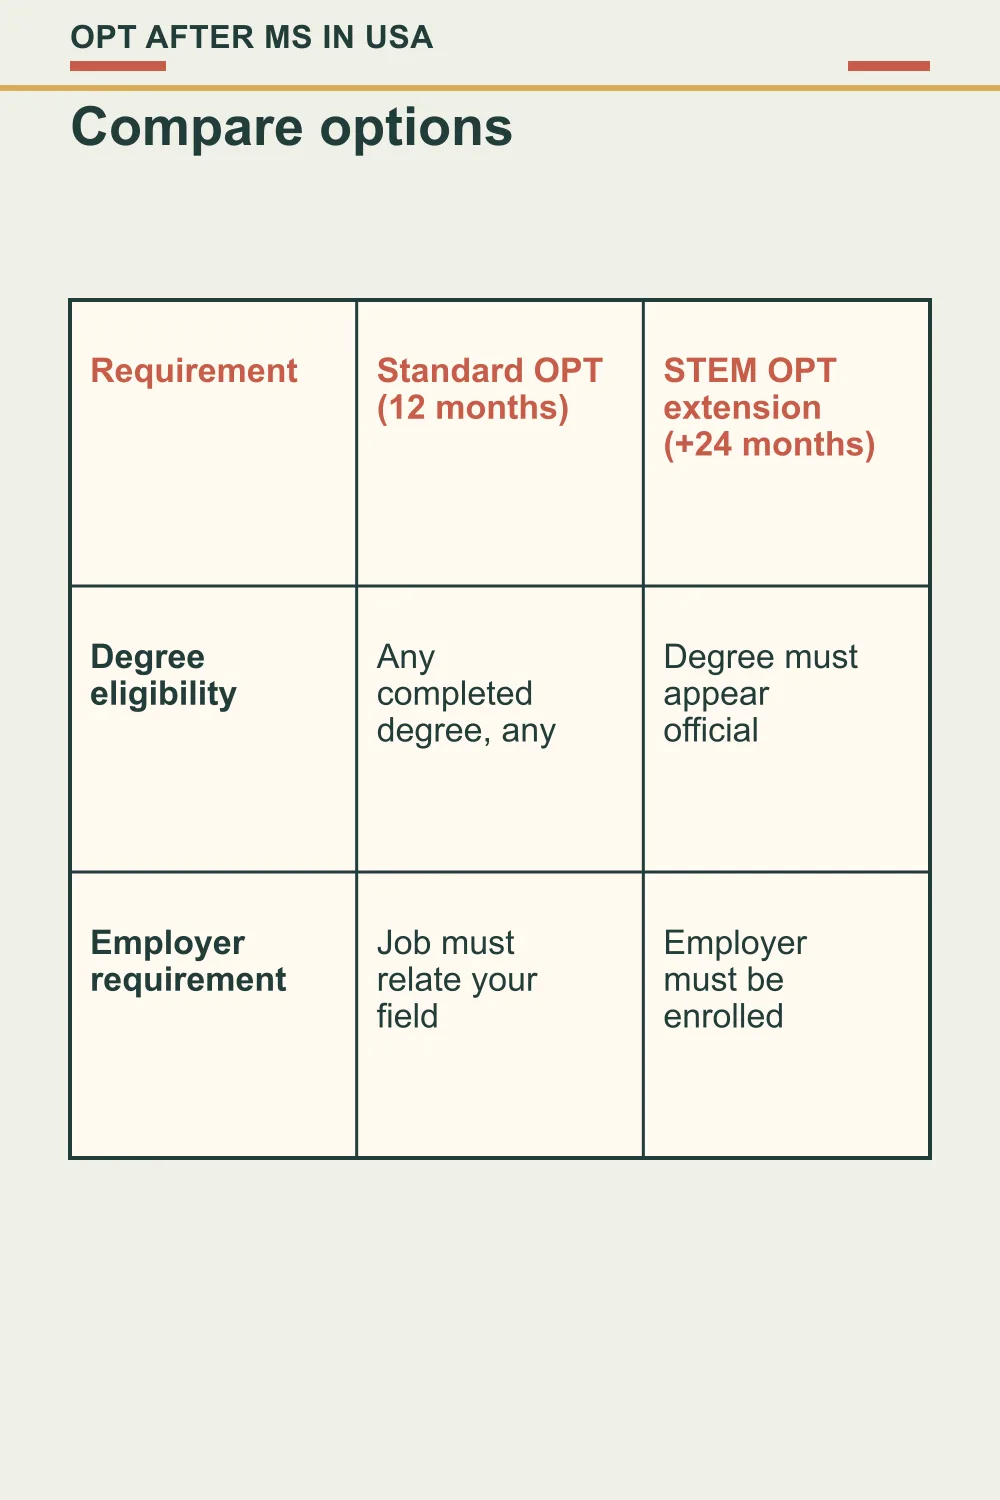 OPT AFTER MS IN USA
Compare options
Requirement
Standard OPT
(12 months)
STEM OPT
extension
(+24 months)
Degree
eligibility
Any
completed
degree, any
Degree must
appear
official
Employer
requirement
Job must
relate your
field
Employer
must be
enrolled